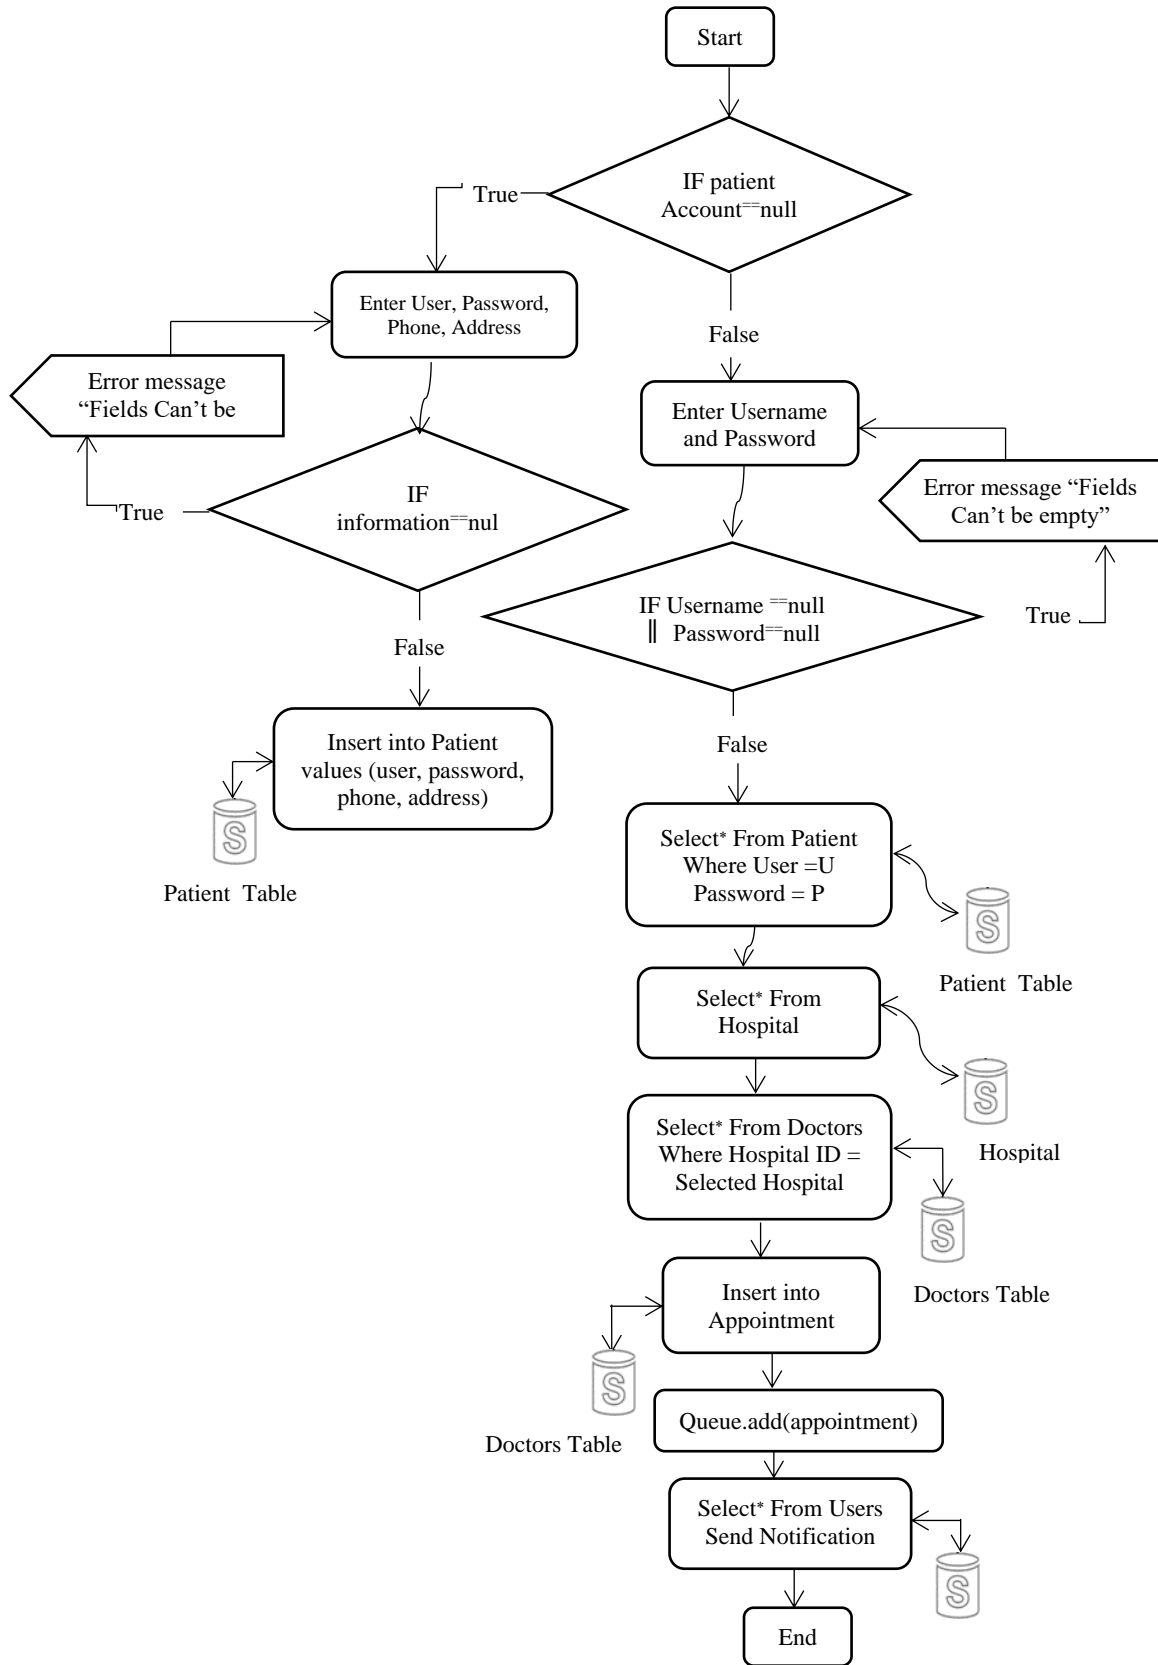 Start
IF patient
Account==null
True
Enter User, Password,
Phone, Address
False
Error message
“Fields Can’t be
Enter Username
and Password
Error message “Fields
Can’t be empty”
True
IF
information==nul
IF Username ==null
|| Password==null
True
False
Insert into Patient
values (user, password,
phone, address)
False
S
Patient Table
Select* From Patient
Where User =U
Password = P
S
Patient Table
Select* From
Hospital
S
Hospital
Select* From Doctors
Where Hospital ID =
Selected Hospital
S
Doctors Table
Insert into
Appointment
S
Doctors Table
Queue.add(appointment)
Select* From Users
Send Notification
S
End